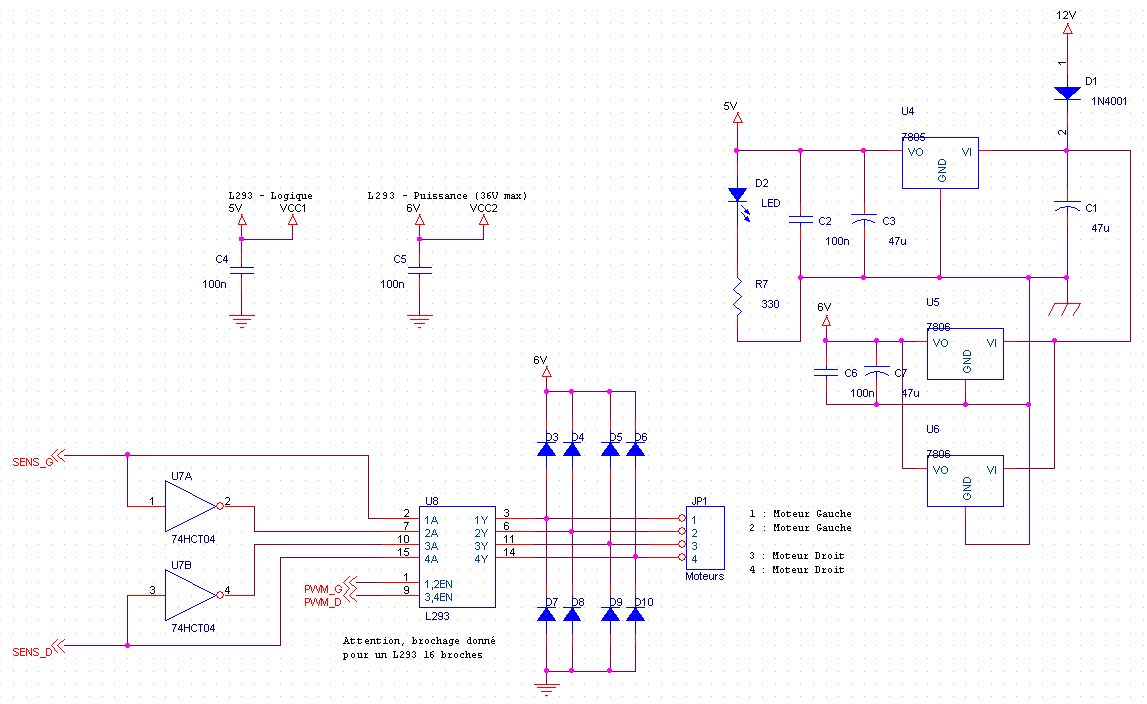 12V
1
D1
1N4001
2
5V
U4
7805
VO
VI
GND
D2
LED
C2
100n
C3
47u
C1
47u
R7
330
L293 - Logique
5V
VCC1
C4
100n
L293 - Puissance (36V max)
6V
VCC2
C5
100n
6V
U5
7806
VO
VI
GND
C6
100n
C7
47u
U6
7806
VO
VI
GND
6V
D3
D4
D5
D6
SENS_G
U7A
1
2
74HCT04
U7B
3
4
74HCT04
SENS_D
U8
2
1A
1Y
3
7
2A
2Y
6
10
3A
3Y
11
15
4A
4Y
14
1
1,2EN
9
3,4EN
L293
PWM_G
PWM_D
JP1
1
2
3
4
Moteurs
1 : Moteur Gauche
2 : Moteur Gauche
3 : Moteur Droit
4 : Moteur Droit
D7
D8
D9
D10
Attention, brochage donné
pour un L293 16 broches